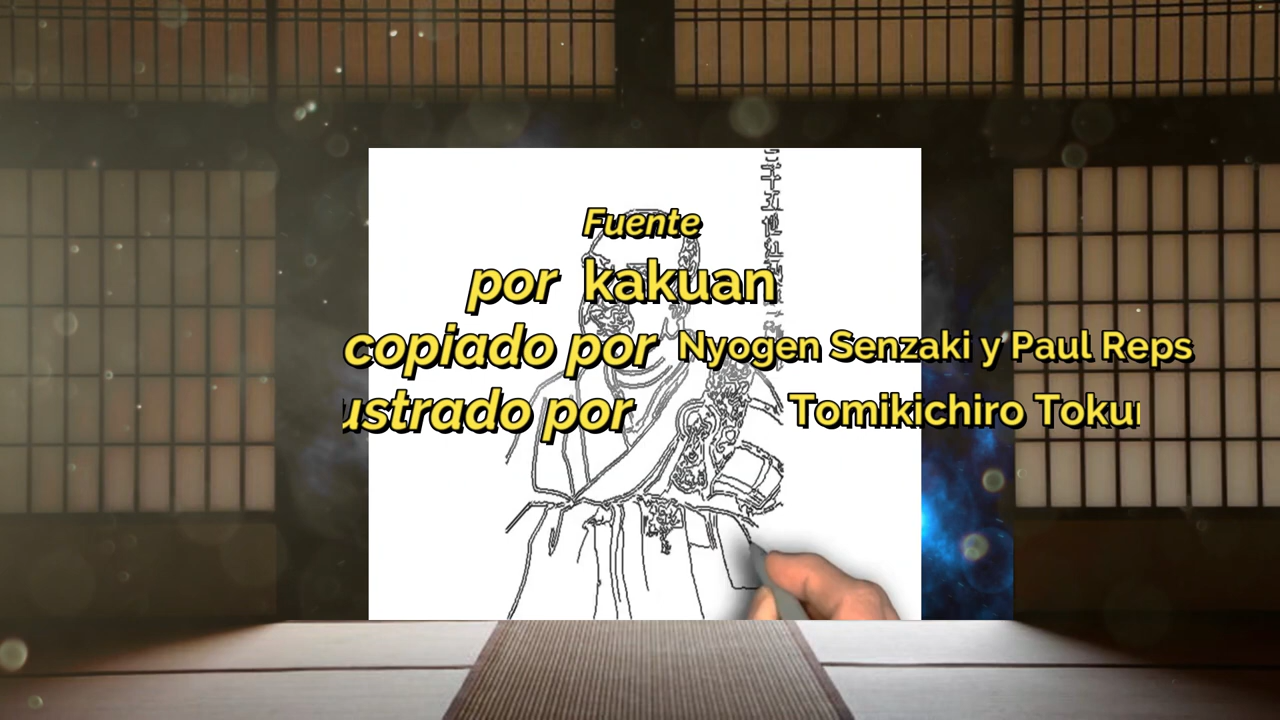 Fuente
por kakuan
copiado por Nyogen Senzaki y Paul Reps
ustrado por Tomikichiro Toku